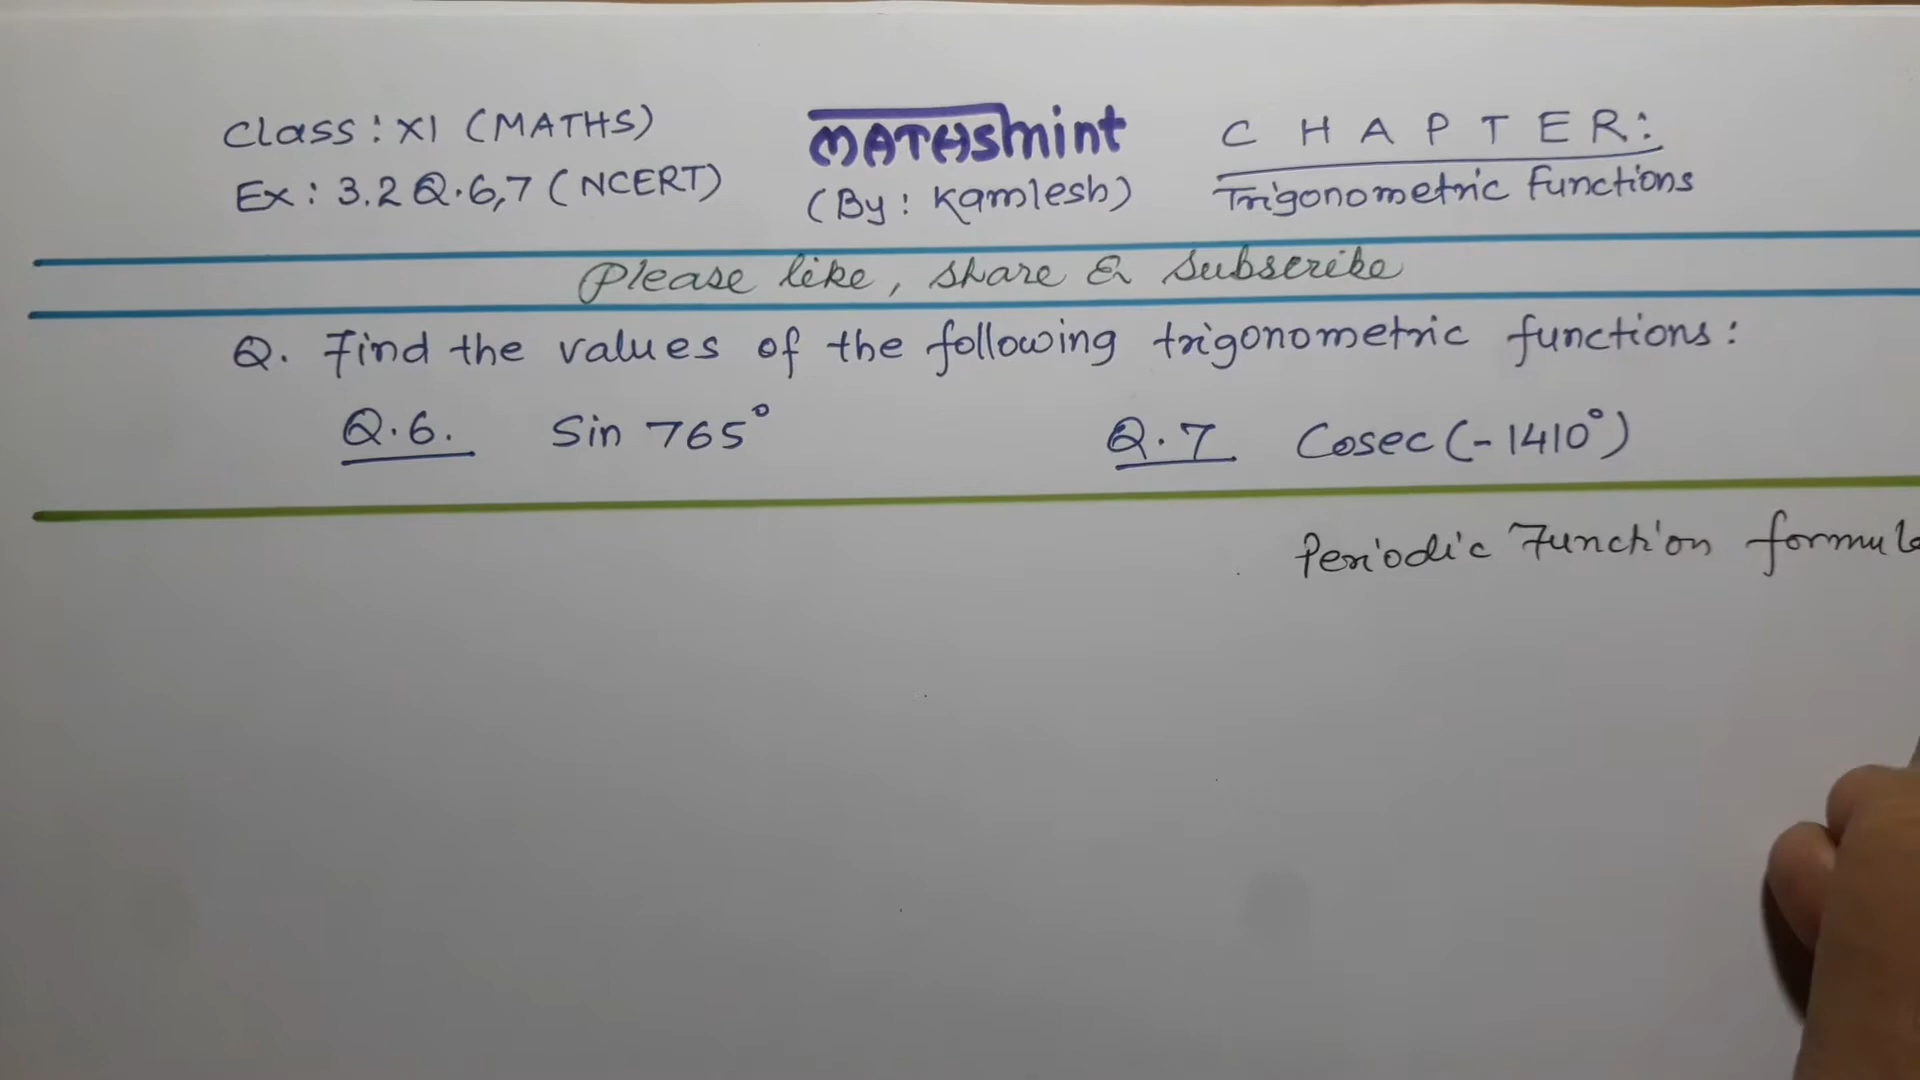 Class: XI (MATHS)
Ex: 3.2 Q.6,7 (NCERT)
MATHSmint
(By: Kamlesh)
CHAPTER:
Trigonometric Functions
Please like, share & Subscribe
Q. Find the values of the following trigonometric functions:
Q.6. Sin 765°
Q.7 Cosec (-1410°)
Periodic Function